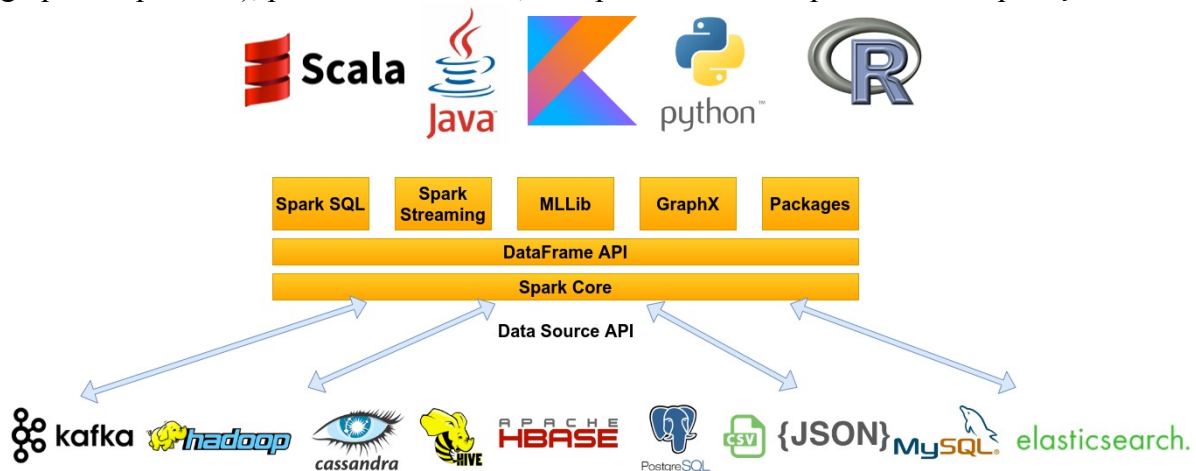 Scala
Java
python™
R
Spark SQL
Spark
Streaming
MLLib
GraphX
Packages
DataFrame API
Spark Core
Data Source API
kafka
hadoop
cassandra
HIVE
APACHE
HBASE
PostgreSQL
CSV
{JSON}
MySQL®
elasticsearch.